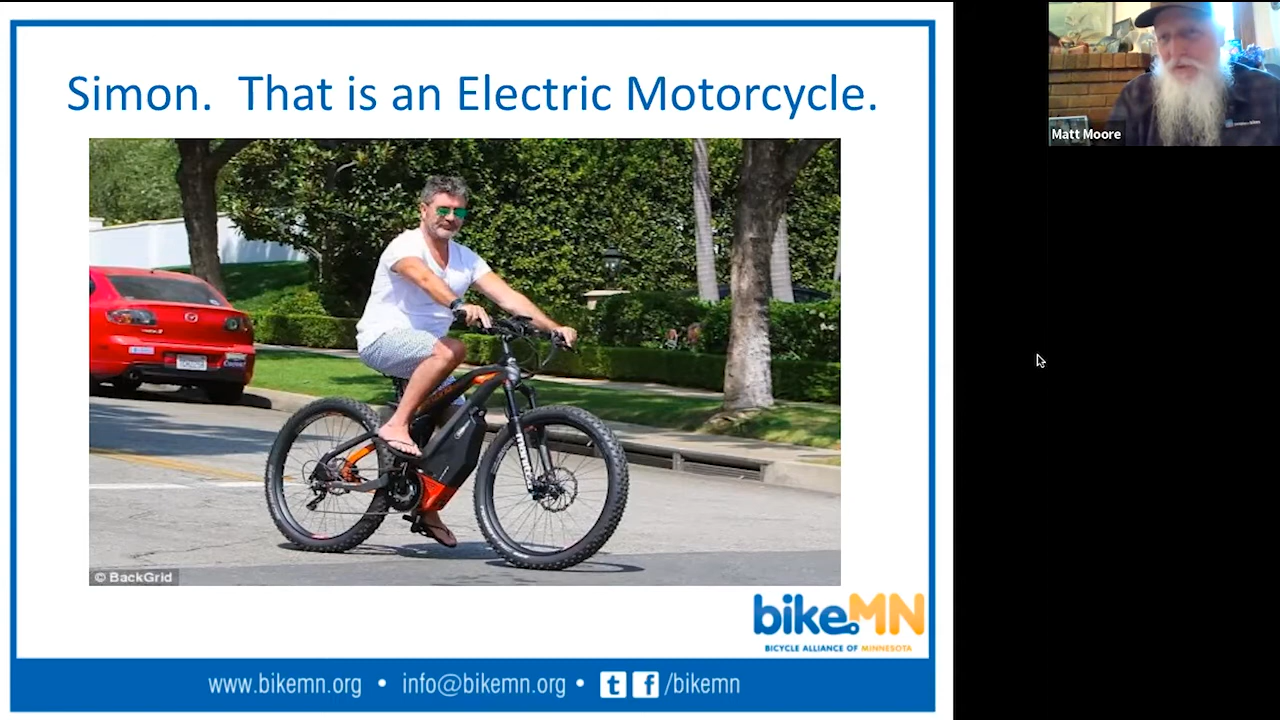 Simon. That is an Electric Motorcycle.
Matt Moore
© BackGrid
bikeMN
BICYCLE ALLIANCE OF MINNESOTA
www.bikemn.org • info@bikemn.org • t f /bikemn